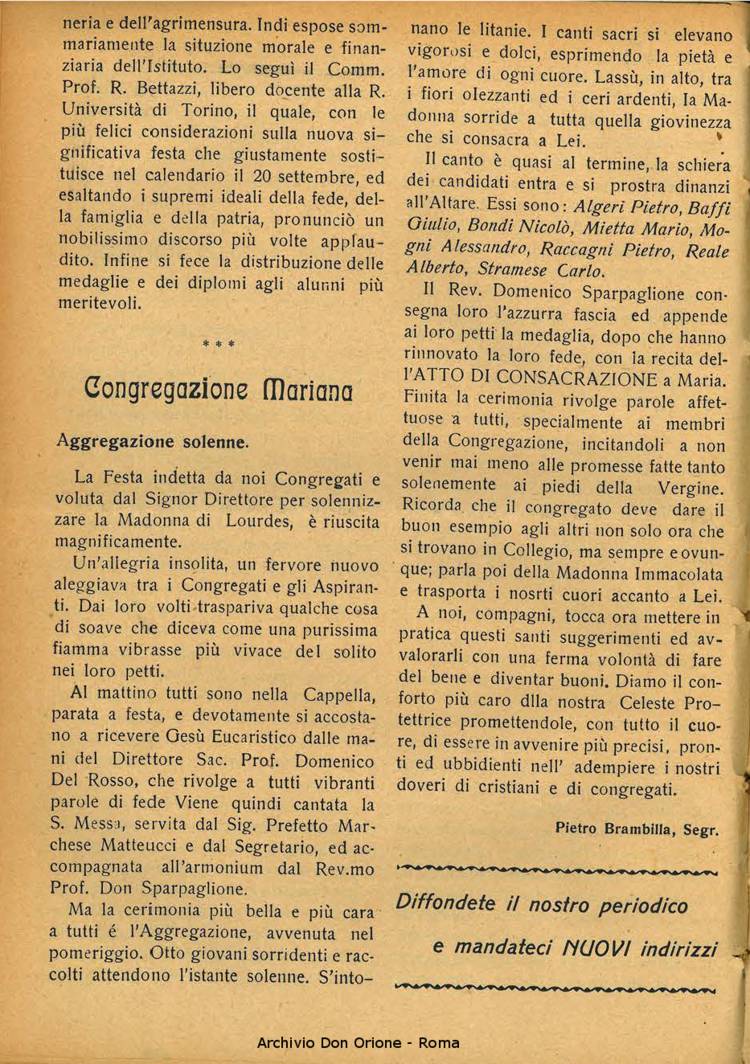 neria e dell'agrimensura. Indi espose som-
mariamente la situzione morale e finan-
ziaria dell'Istituto. Lo seguì il Comm.
Prof. R. Bettazzi, libero docente alla R.
Università di Torino, il quale, con le
più felici considerazioni sulla nuova si-
gnificativa festa che giustamente sosti-
tuisce nel calendario il 20 settembre, ed
esaltando i supremi ideali della fede, del-
la famiglia e della patria, pronunciò un
nobilissimo discorso più volte applau-
dito. Infine si fece la distribuzione delle
medaglie e dei diplomi agli alunni più
meritevoli.
* * *
Congregazione Mariana
Aggregazione solenne.
La Festa indetta da noi Congregati e
voluta dal Signor Direttore per solenniz-
zare la Madonna di Lourdes, è riuscita
magnificamente.
Un'allegria insolita, un fervore nuovo
aleggiava tra i Congregati e gli Aspiran-
ti. Dai loro volti traspariva qualche cosa
di soave che diceva come una purissima
fiamma vibrasse più vivace del solito
nei loro petti.
Al mattino tutti sono nella Cappella,
parata a festa, e devotamente si accosta-
no a ricevere Gesù Eucaristico dalle ma-
ni del Direttore Sac. Prof. Domenico
Del Rosso, che rivolge a tutti vibranti
parole di fede Viene quindi cantata la
S. Messa, servita dal Sig. Prefetto Mar-
chese Matteucci e dal Segretario, ed ac-
compagnata all'armonium dal Rev.mo
Prof. Don Sparpaglione.
Ma la cerimonia più bella e più cara
a tutti é l'Aggregazione, avvenuta nel
pomeriggio. Otto giovani sorridenti e rac-
colti attendono l'istante solenne. S'into-
nano le litanie. I canti sacri si elevano
vigorosi e dolci, esprimendo la pietà e
l'amore di ogni cuore. Lassù, in alto, tra
i fiori olezzanti ed i ceri ardenti, la Ma-
donna sorride a tutta quella giovinezza
che si consacra a Lei.
Il canto è quasi al termine, la schiera
dei candidati entra e si prostra dinanzi
all'Altare. Essi sono: Algeri Pietro, Baffi
Giulio, Bondi Nicolò, Mietta Mario, Mo-
gni Alessandro, Raccagni Pietro, Reale
Alberto, Stramese Carlo.
Il Rev. Domenico Sparpaglione con-
segna loro l'azzurra fascia ed appende
ai loro petti la medaglia, dopo che hanno
rinnovato la loro fede, con la recita del-
l'ATTO DI CONSACRAZIONE a Maria.
Finita la cerimonia rivolge parole affet-
tuose a tutti, specialmente ai membri
della Congregazione, incitandoli a non
venir mai meno alle promesse fatte tanto
solenemente ai piedi della Vergine.
Ricorda che il congregato deve dare il
buon esempio agli altri non solo ora che
si trovano in Collegio, ma sempre e ovun-
que; parla poi della Madonna Immacolata
e trasporta i nosrti cuori accanto a Lei.
A noi, compagni, tocca ora mettere in
pratica questi santi suggerimenti ed av-
valorarli con una ferma volontà di fare
del bene e diventar buoni. Diamo il con-
forto più caro dlla nostra Celeste Pro-
tettrice promettendole, con tutto il cuo-
re, di essere in avvenire più precisi, pron-
ti ed ubbidienti nell' adempiere i nostri
doveri di cristiani e di congregati.
Pietro Brambilla, Segr.
Diffondete il nostro periodico
e mandateci NUOVI indirizzi
Archivio Don Orione - Roma